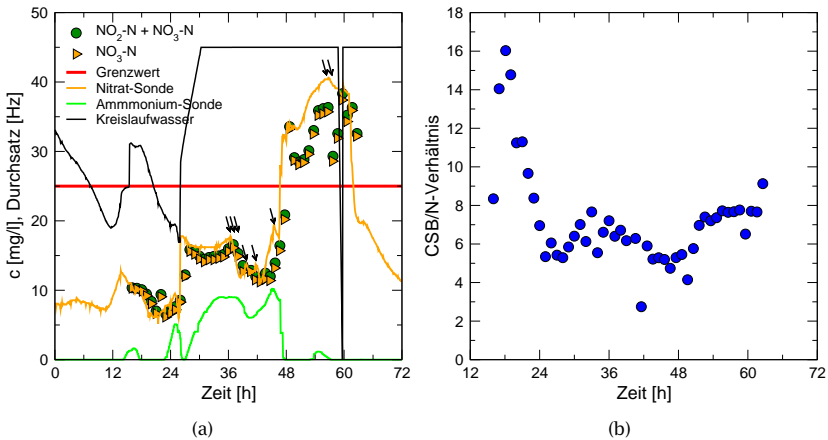 NO2-N + NO3-N
NO3-N
Grenzwert
Nitrat-Sonde
Ammmonium-Sonde
Kreislaufwasser
50
40
30
20
10
0
c [mg/l], Durchsatz [Hz]
0 12 24 36 48 60 72
Zeit [h]
(a)
18
16
14
12
10
8
6
4
2
0
CSB/N-Verhältnis
12 24 36 48 60 72
Zeit [h]
(b)